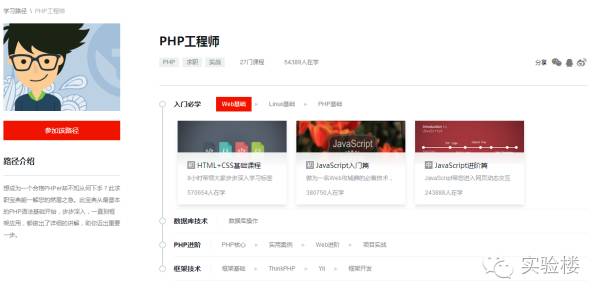 学习路径 \ PHP工程师
PHP工程师
PHP 求职 实战 27门课程 54389人在学 分享
参加该路径
路径介绍
想成为一个合格PHPer却不知从何下手?此求
职宝典能一解您的燃眉之急。此宝典从最基本
的PHP语法基础开始,步步深入,一直到框
架应用,都做出了详细的讲解,助你迈出重要
一步。
入门必学 Web基础 Linux基础 PHP基础
HTML+CSS基础课程
8小时带领大家步步深入学习标签
570654人在学
JavaScript
初 JavaScript入门篇
做为一名Web攻城狮的必备技术,
380750人在学
JavaScript
中 JavaScript进阶篇
JavaScript带您进入网页动态交互
243888人在学
数据库技术 数据库操作
PHP进阶 PHP核心 实用案例 Web进阶 项目实战
框架技术 框架基础 ThinkPHP Yii 框架开发
实验楼